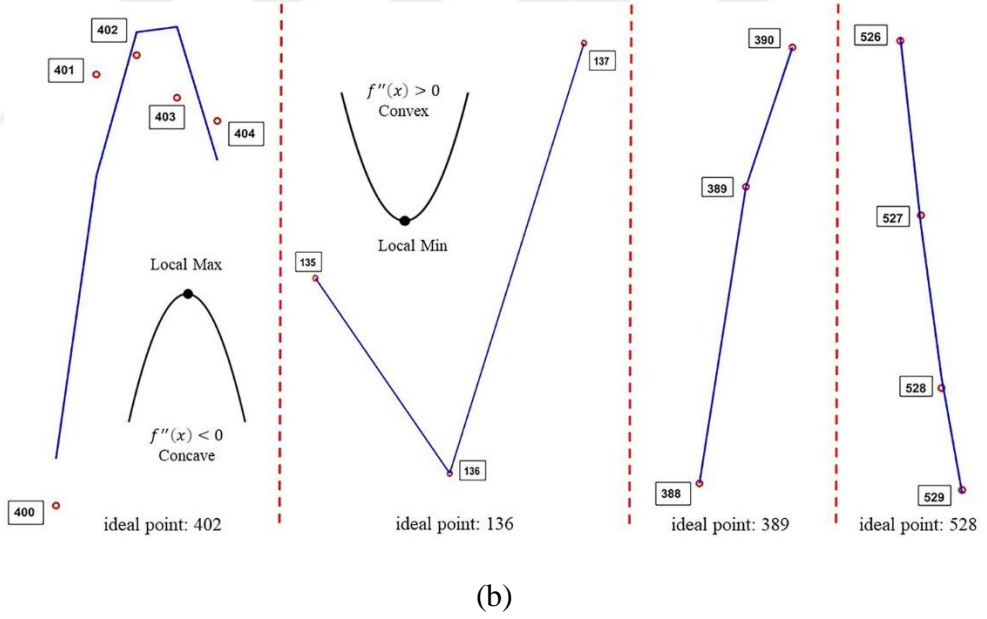 402
401
403
404
Local Max
f''(x) < 0
Concave
400
ideal point: 402
137
f''(x) > 0
Convex
Local Min
135
136
ideal point: 136
390
389
388
ideal point: 389
526
527
528
529
ideal point: 528
(b)